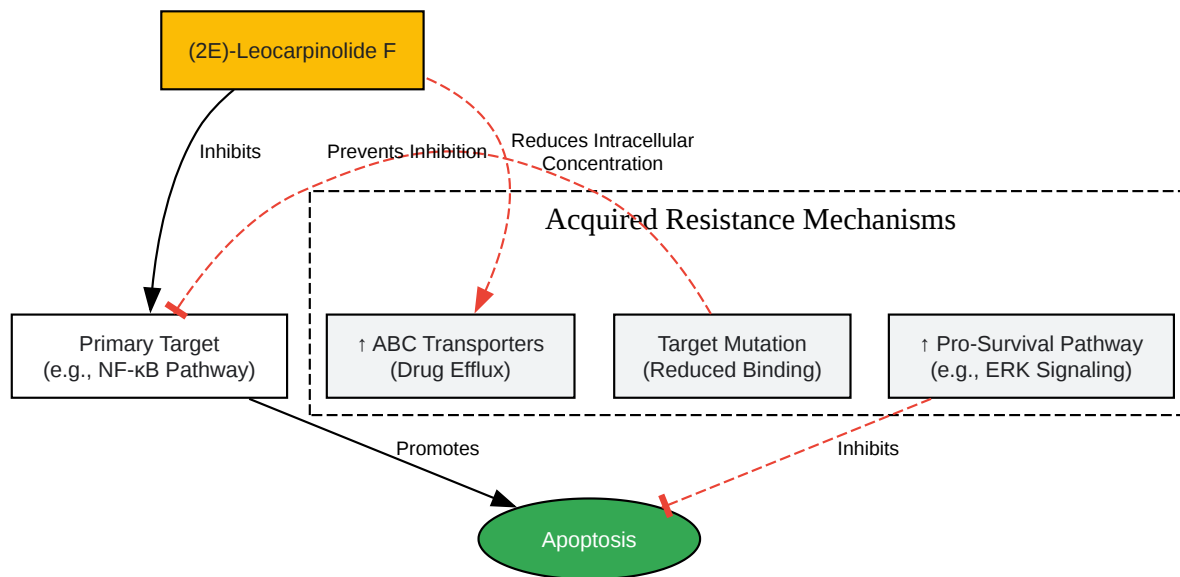 (2E)-Leocarpinolide F
Inhibits
Prevents Inhibition
Reduces Intracellular
Concentration
Acquired Resistance Mechanisms
Primary Target
(e.g., NF-κB Pathway)
↑ ABC Transporters
(Drug Efflux)
Target Mutation
(Reduced Binding)
↑ Pro-Survival Pathway
(e.g., ERK Signaling)
Promotes
Inhibits
Apoptosis